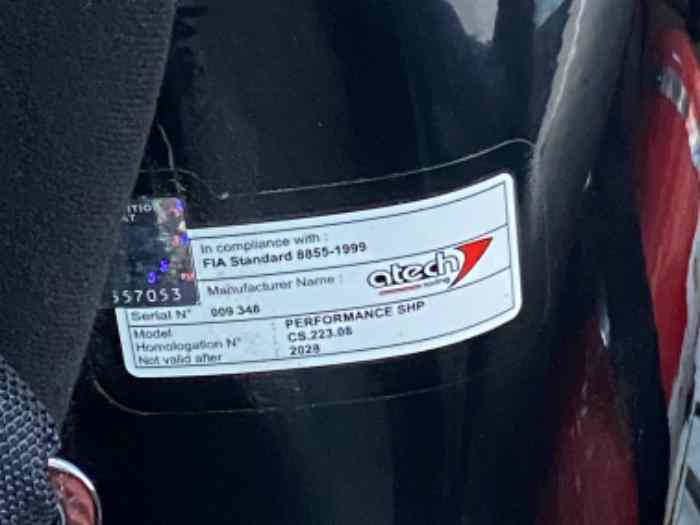 In compliance with :
FIA Standard 8855-1999
557053
Manufacturer Name :
atech
racing
Serial N° 009 348
Model : PERFORMANCE SHP
Homologation N° : CS.223.08
Not valid after : 2028